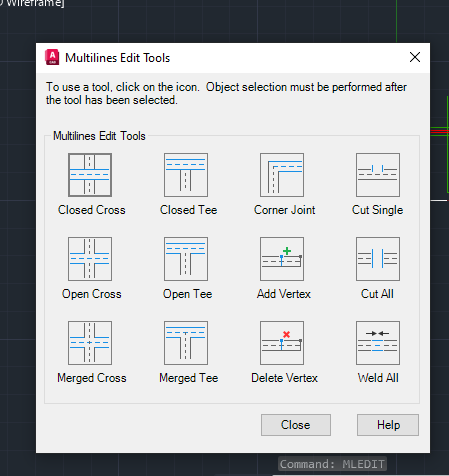 Wireframe]
A
CAD
Multilines Edit Tools
To use a tool, click on the icon. Object selection must be performed after
the tool has been selected.
Multilines Edit Tools
Closed Cross
Closed Tee
Corner Joint
Cut Single
Open Cross
Open Tee
Add Vertex
Cut All
Merged Cross
Merged Tee
Delete Vertex
Weld All
Close
Help
Command: MLEDIT